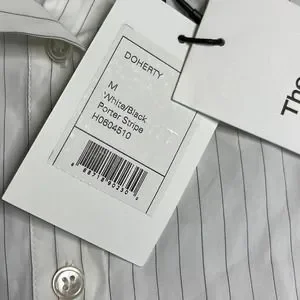 DOHERTY
M
White/Black
Porter Stripe
H0604510
The